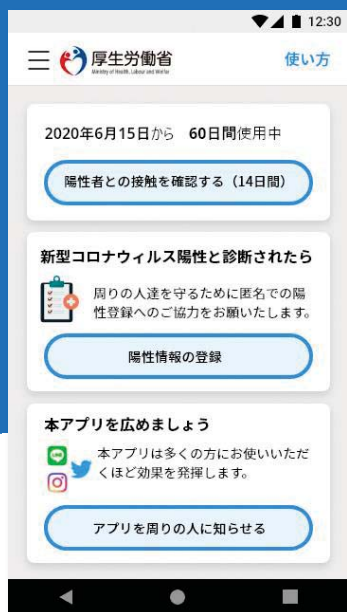 12:30
厚生労働省
Ministry of Health, Labour and Welfare
使い方
2020年6月15日から 60日間使用中
陽性者との接触を確認する（14日間）
新型コロナウィルス陽性と診断されたら
周りの人達を守るために匿名での陽
性登録へのご協力をお願いいたします。
陽性情報の登録
本アプリを広めましょう
本アプリは多くの方にお使いいただ
くほど効果を発揮します。
アプリを周りの人に知らせる